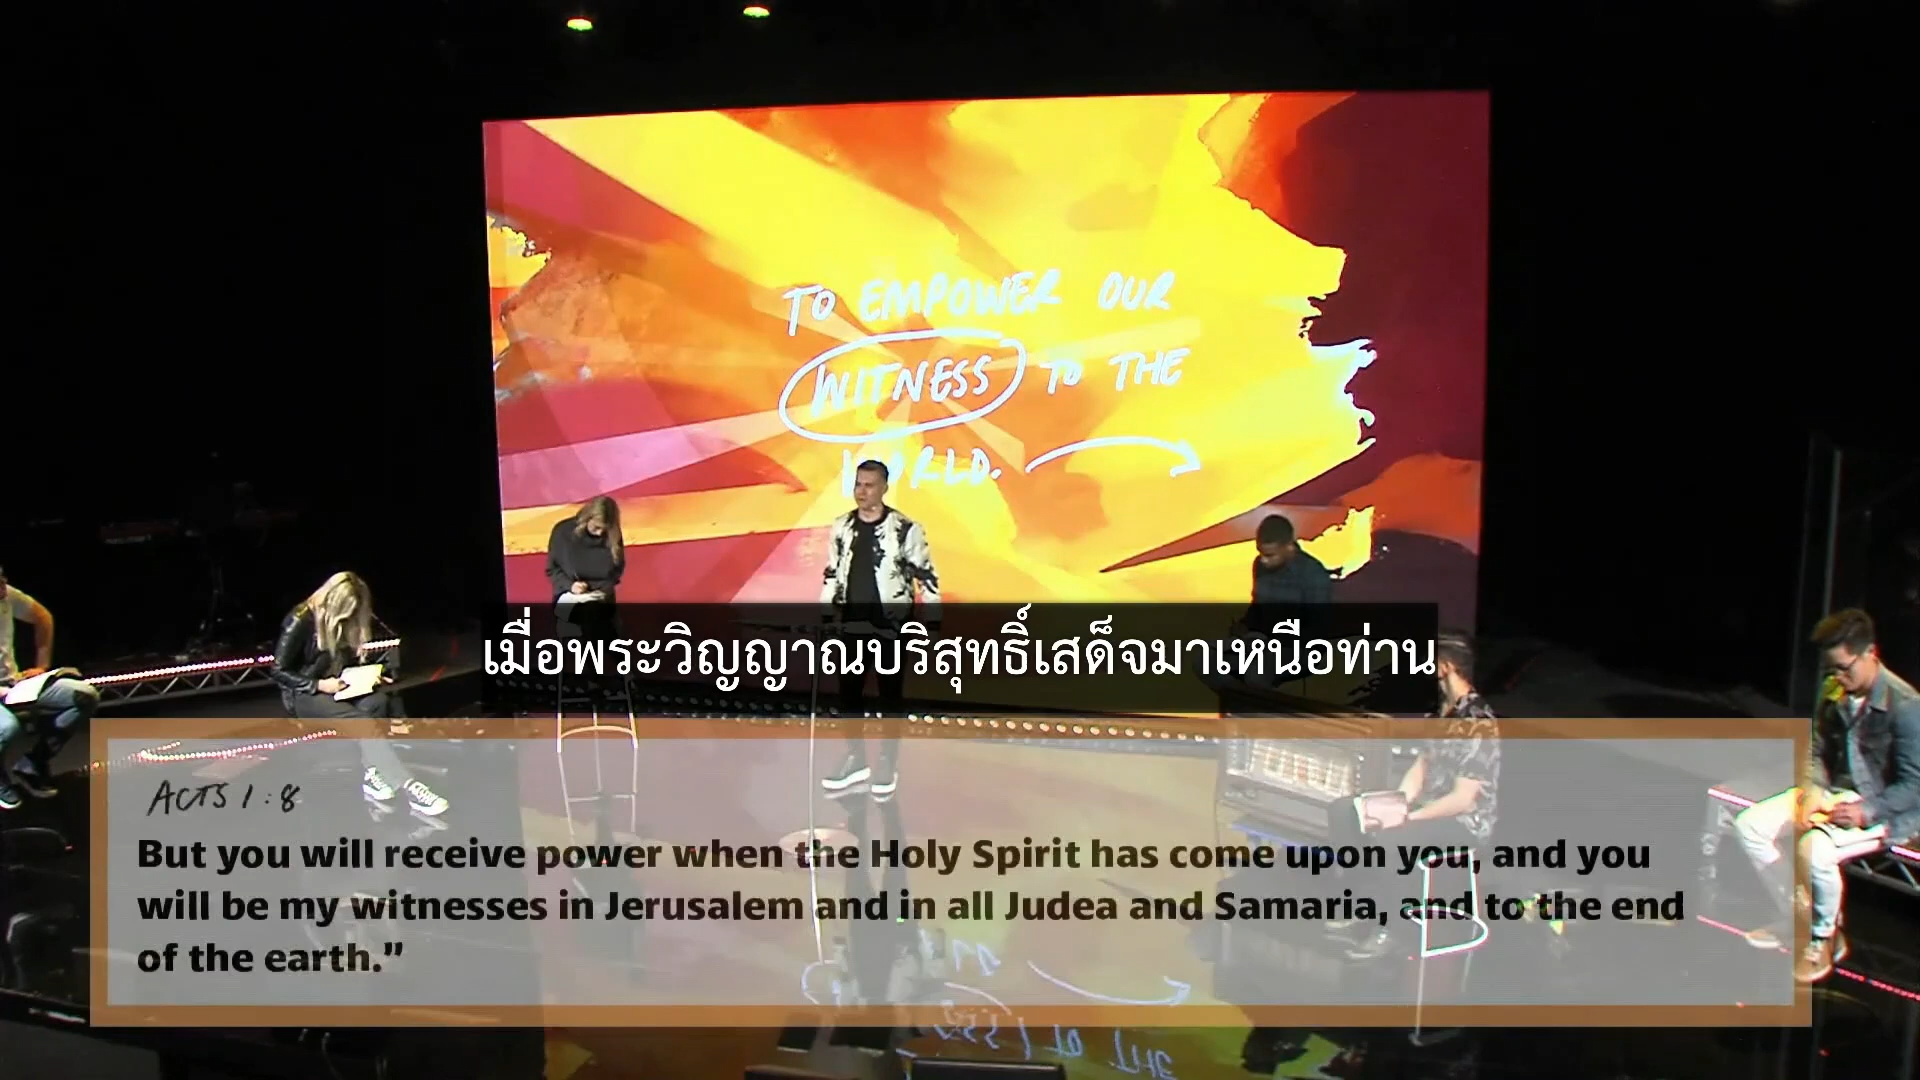 TO EMPOWER OUR
WITNESS TO THE
WORLD.
เมื่อพระวิญญาณบริสุทธิ์เสด็จมาเหนือท่าน
ACTS 1:8
But you will receive power when the Holy Spirit has come upon you, and you
will be my witnesses in Jerusalem and in all Judea and Samaria, and to the end
of the earth.”